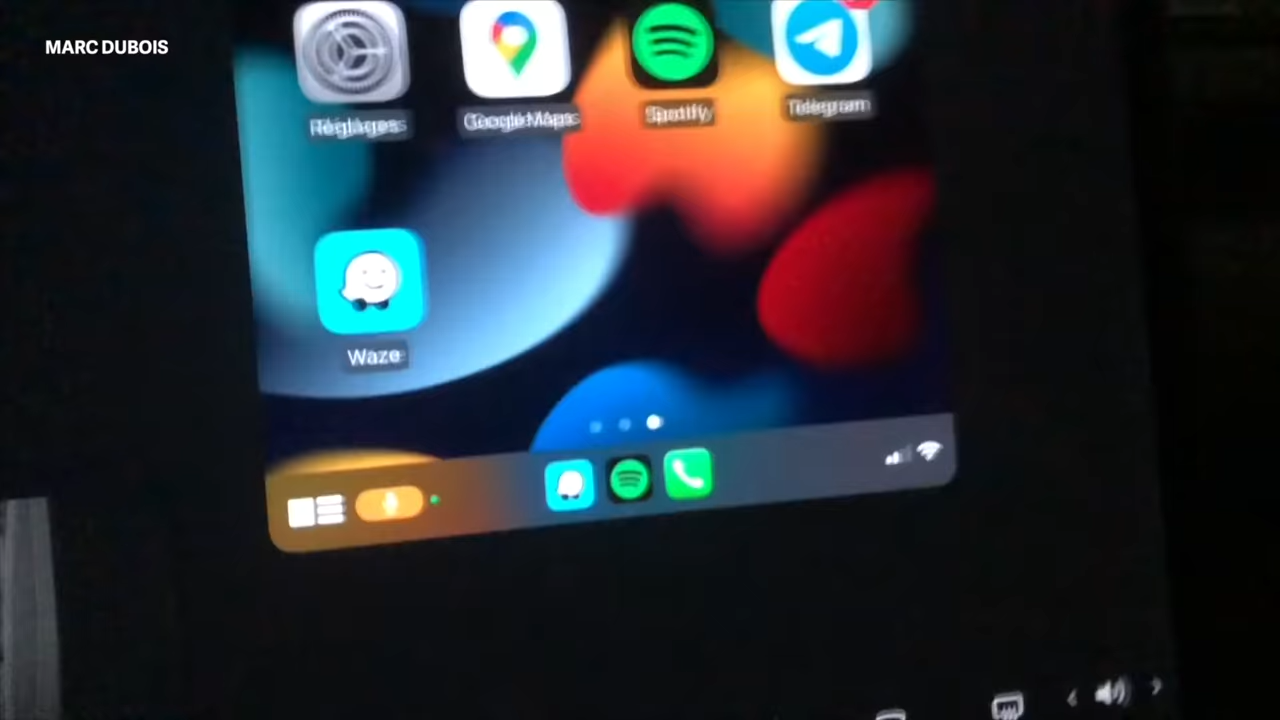 MARC DUBOIS
Réglages
Google Maps
Spotify
Telegram
Waze